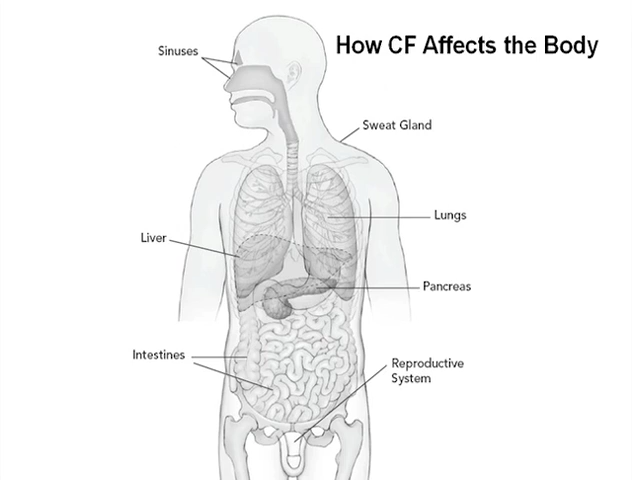 How CF Affects the Body
Sinuses
Sweat Gland
Lungs
Liver
Pancreas
Intestines
Reproductive
System